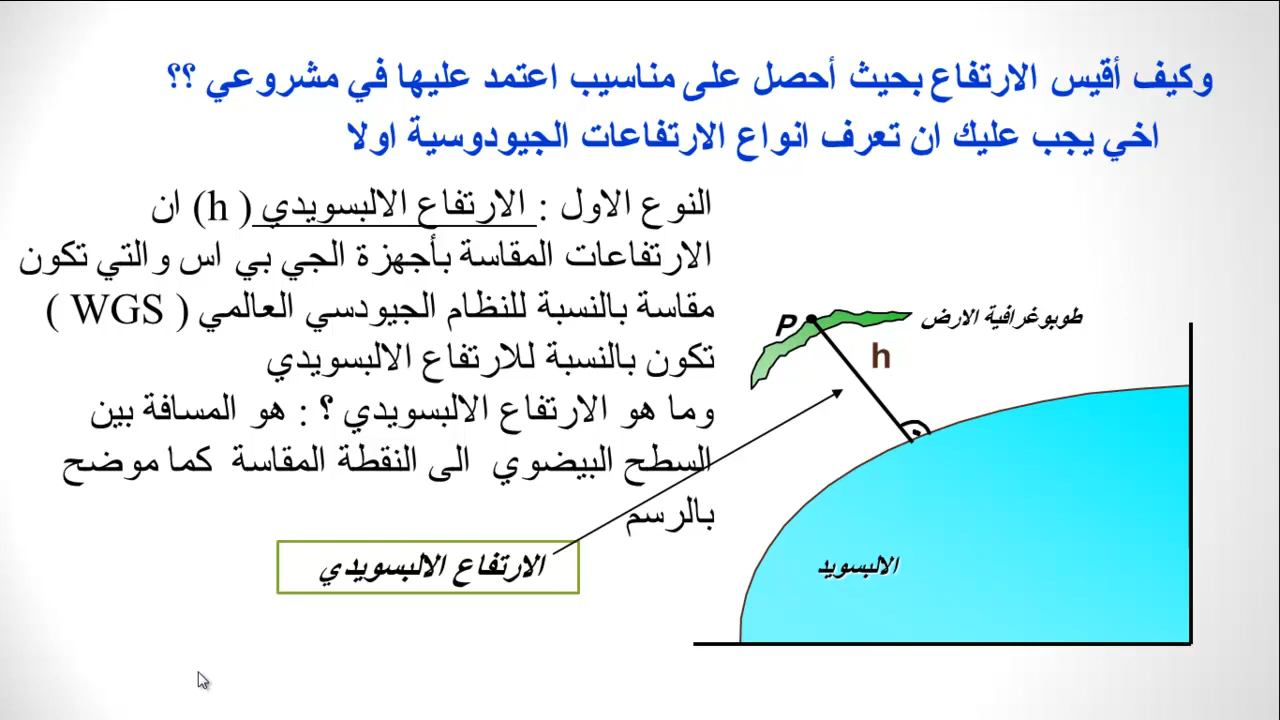 وكيف أقيس الارتفاع بحيث أحصل على مناسيب اعتمد عليها في مشروعي ؟؟
اخي يجب عليك ان تعرف انواع الارتفاعات الجيودوسية اولا
النوع الاول : الارتفاع الالبسويدي ( h) ان
الارتفاعات المقاسة بأجهزة الجي بي اس والتي تكون
مقاسة بالنسبة للنظام الجيودسي العالمي ( WGS )
تكون بالنسبة للارتفاع الالبسويدي
وما هو الارتفاع الالبسويدي ؟ : هو المسافة بين
السطح البيضوي الى النقطة المقاسة كما موضح
بالرسم
الارتفاع الالبسويدي
طوبوغرافية الارض
P
h
الالبسويد